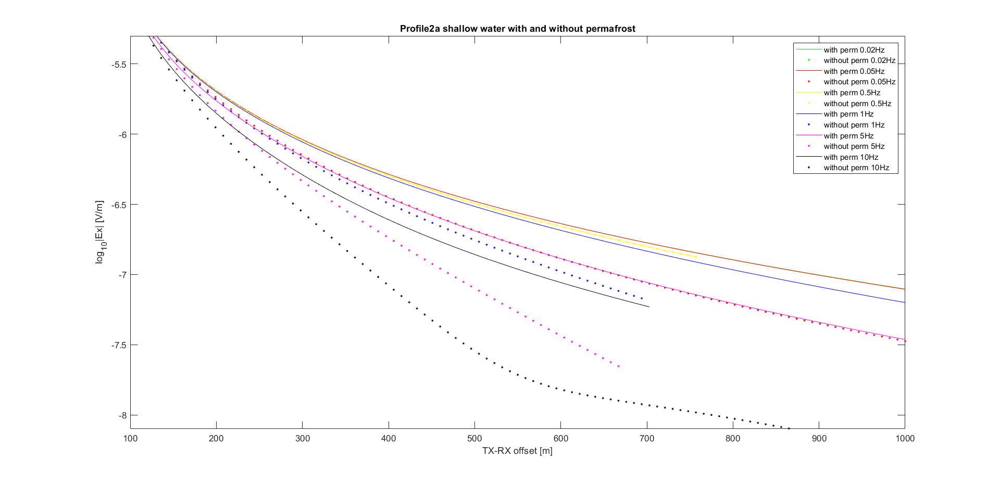 Profile2a shallow water with and without permafrost
with perm 0.02Hz
without perm 0.02Hz
with perm 0.05Hz
without perm 0.05Hz
with perm 0.5Hz
without perm 0.5Hz
with perm 1Hz
without perm 1Hz
with perm 5Hz
without perm 5Hz
with perm 10Hz
without perm 10Hz
-5.5
-6
-6.5
-7
-7.5
-8
log10|Ex| [V/m]
100 200 300 400 500 600 700 800 900 1000
TX-RX offset [m]